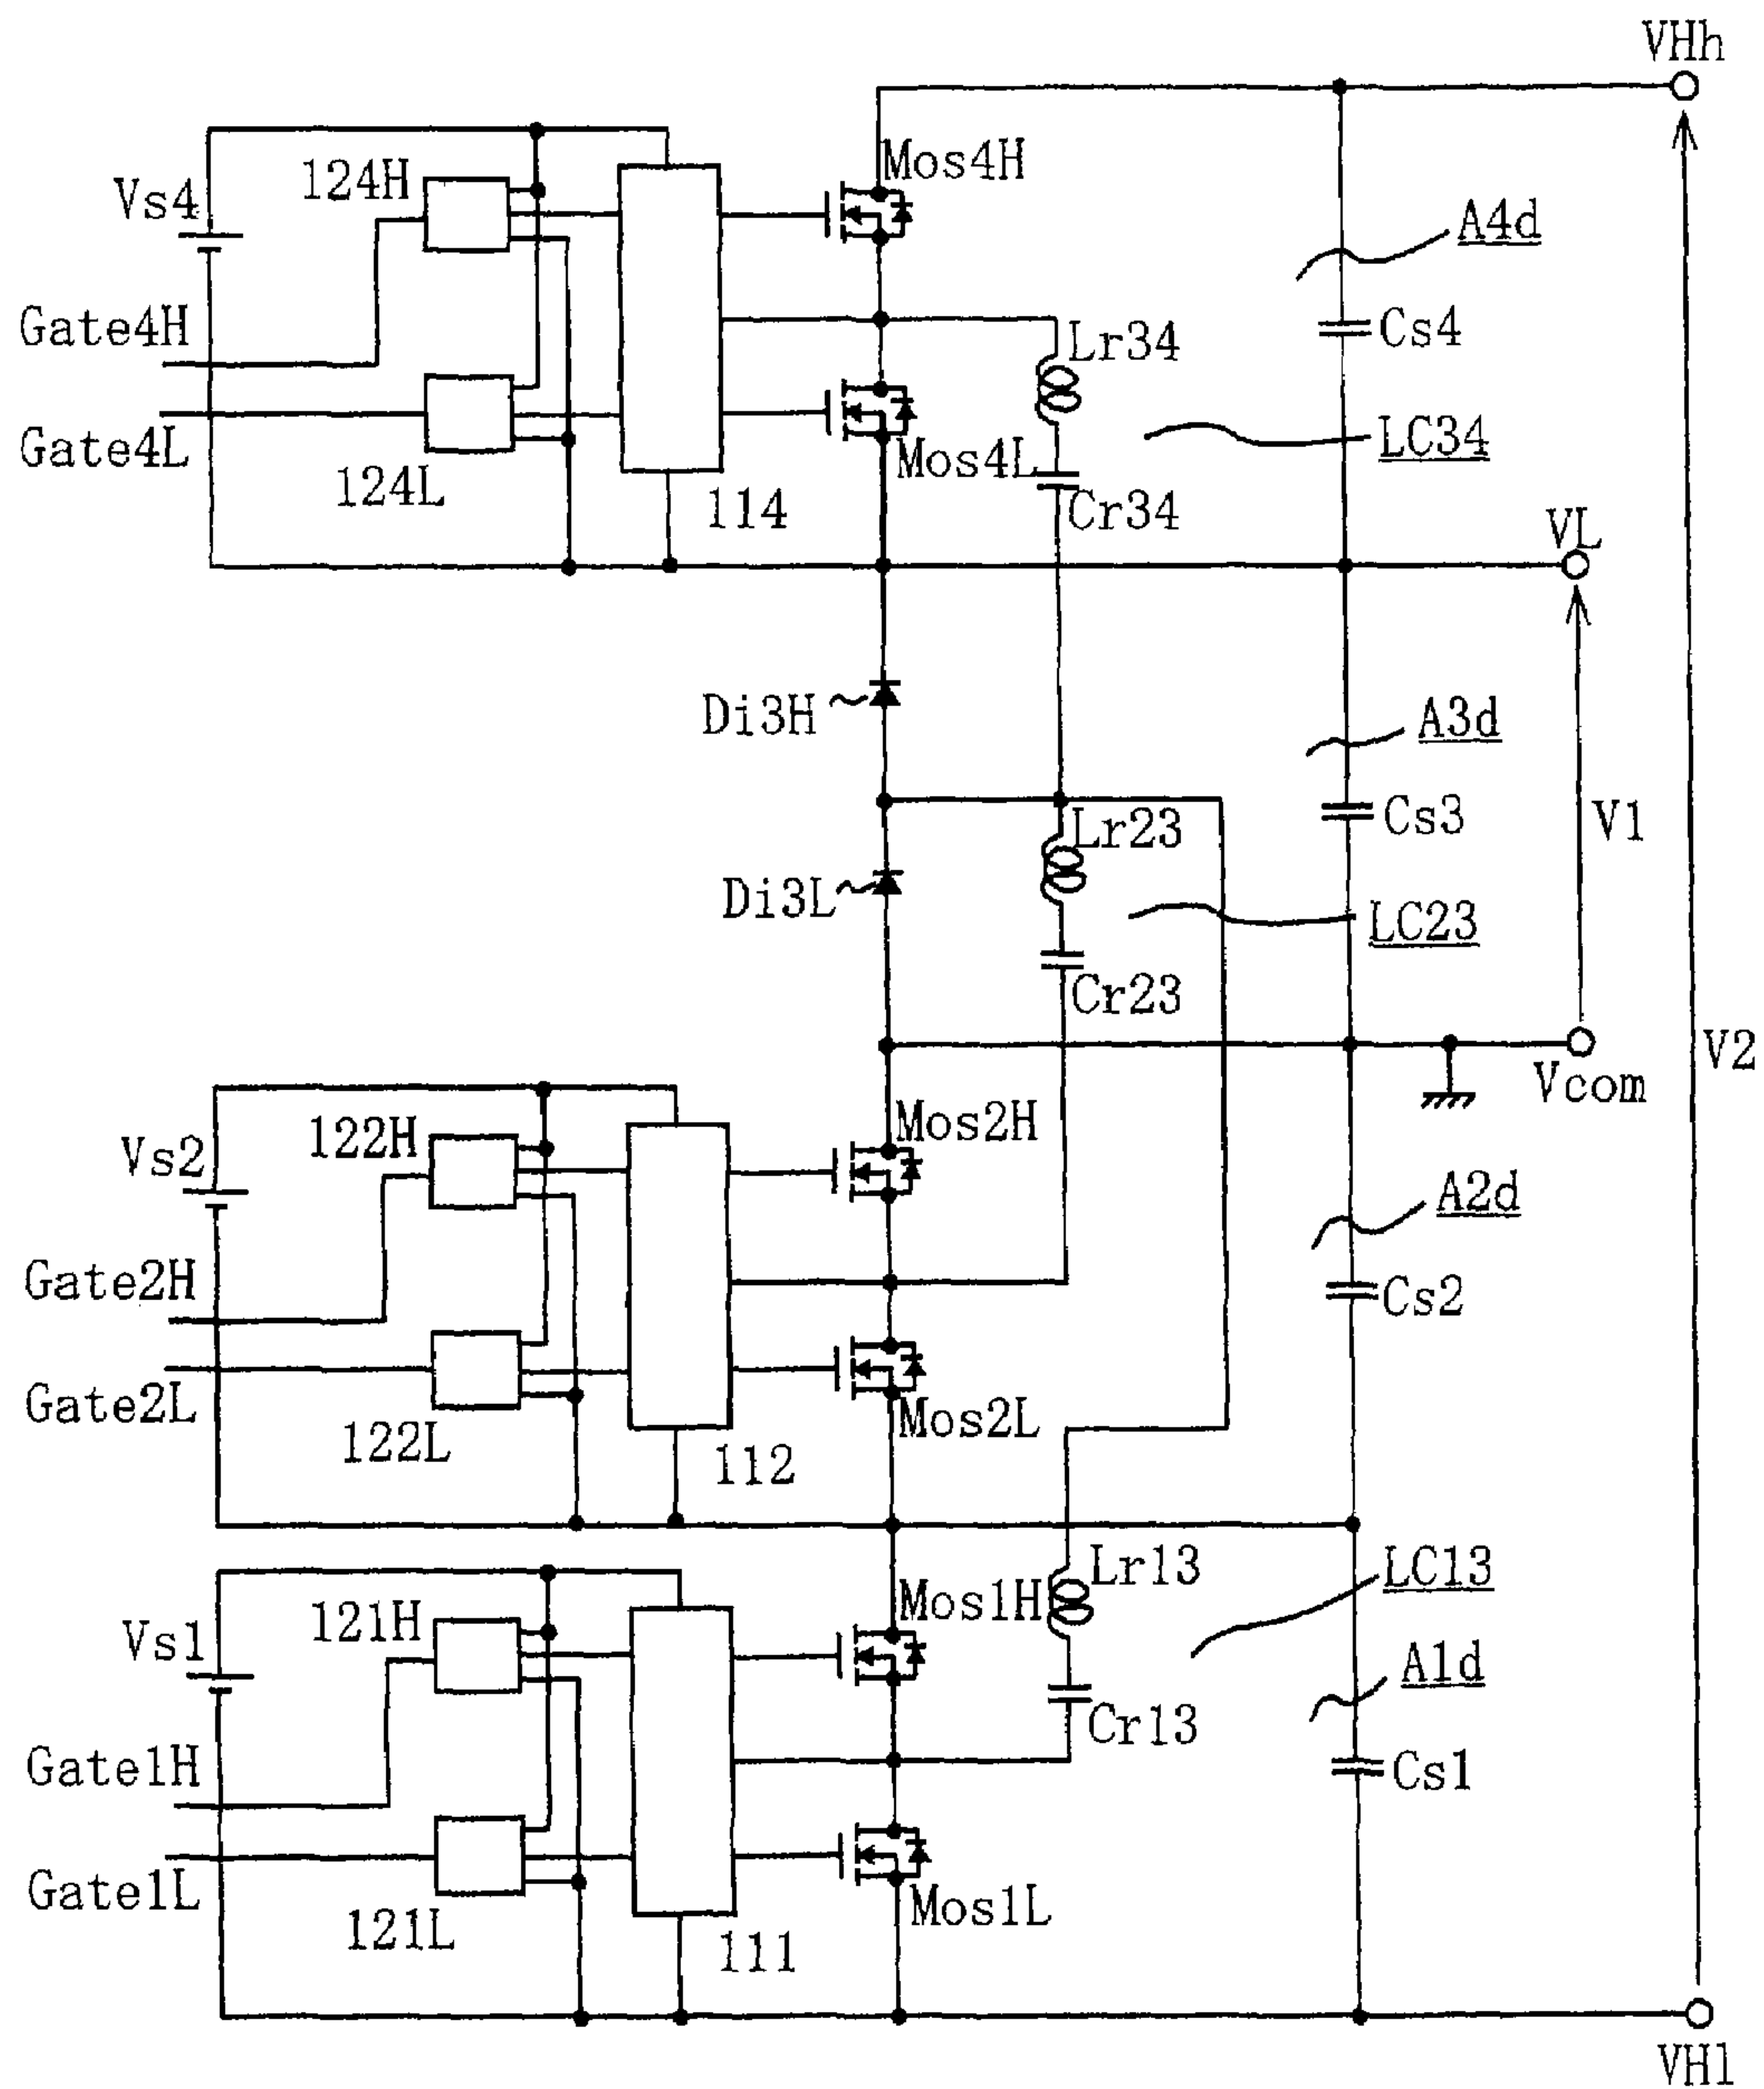 VHh
Mos4H
124H
Vs4
A4d
Gate4H
Lr34
Cs4
Gate4L
Mos4L
LC34
124L
114
Cr34
VL
Di3H
A3d
Lr23
Cs3
V1
Di3L
LC23
Cr23
V2
Vcom
Mos2H
122H
Vs2
A2d
Gate2H
Cs2
Gate2L
Mos2L
122L
112
Lr13
LC13
Mos1H
121H
Vs1
A1d
Cr13
Gate1H
Cs1
Gate1L
Mos1L
121L
111
VHl